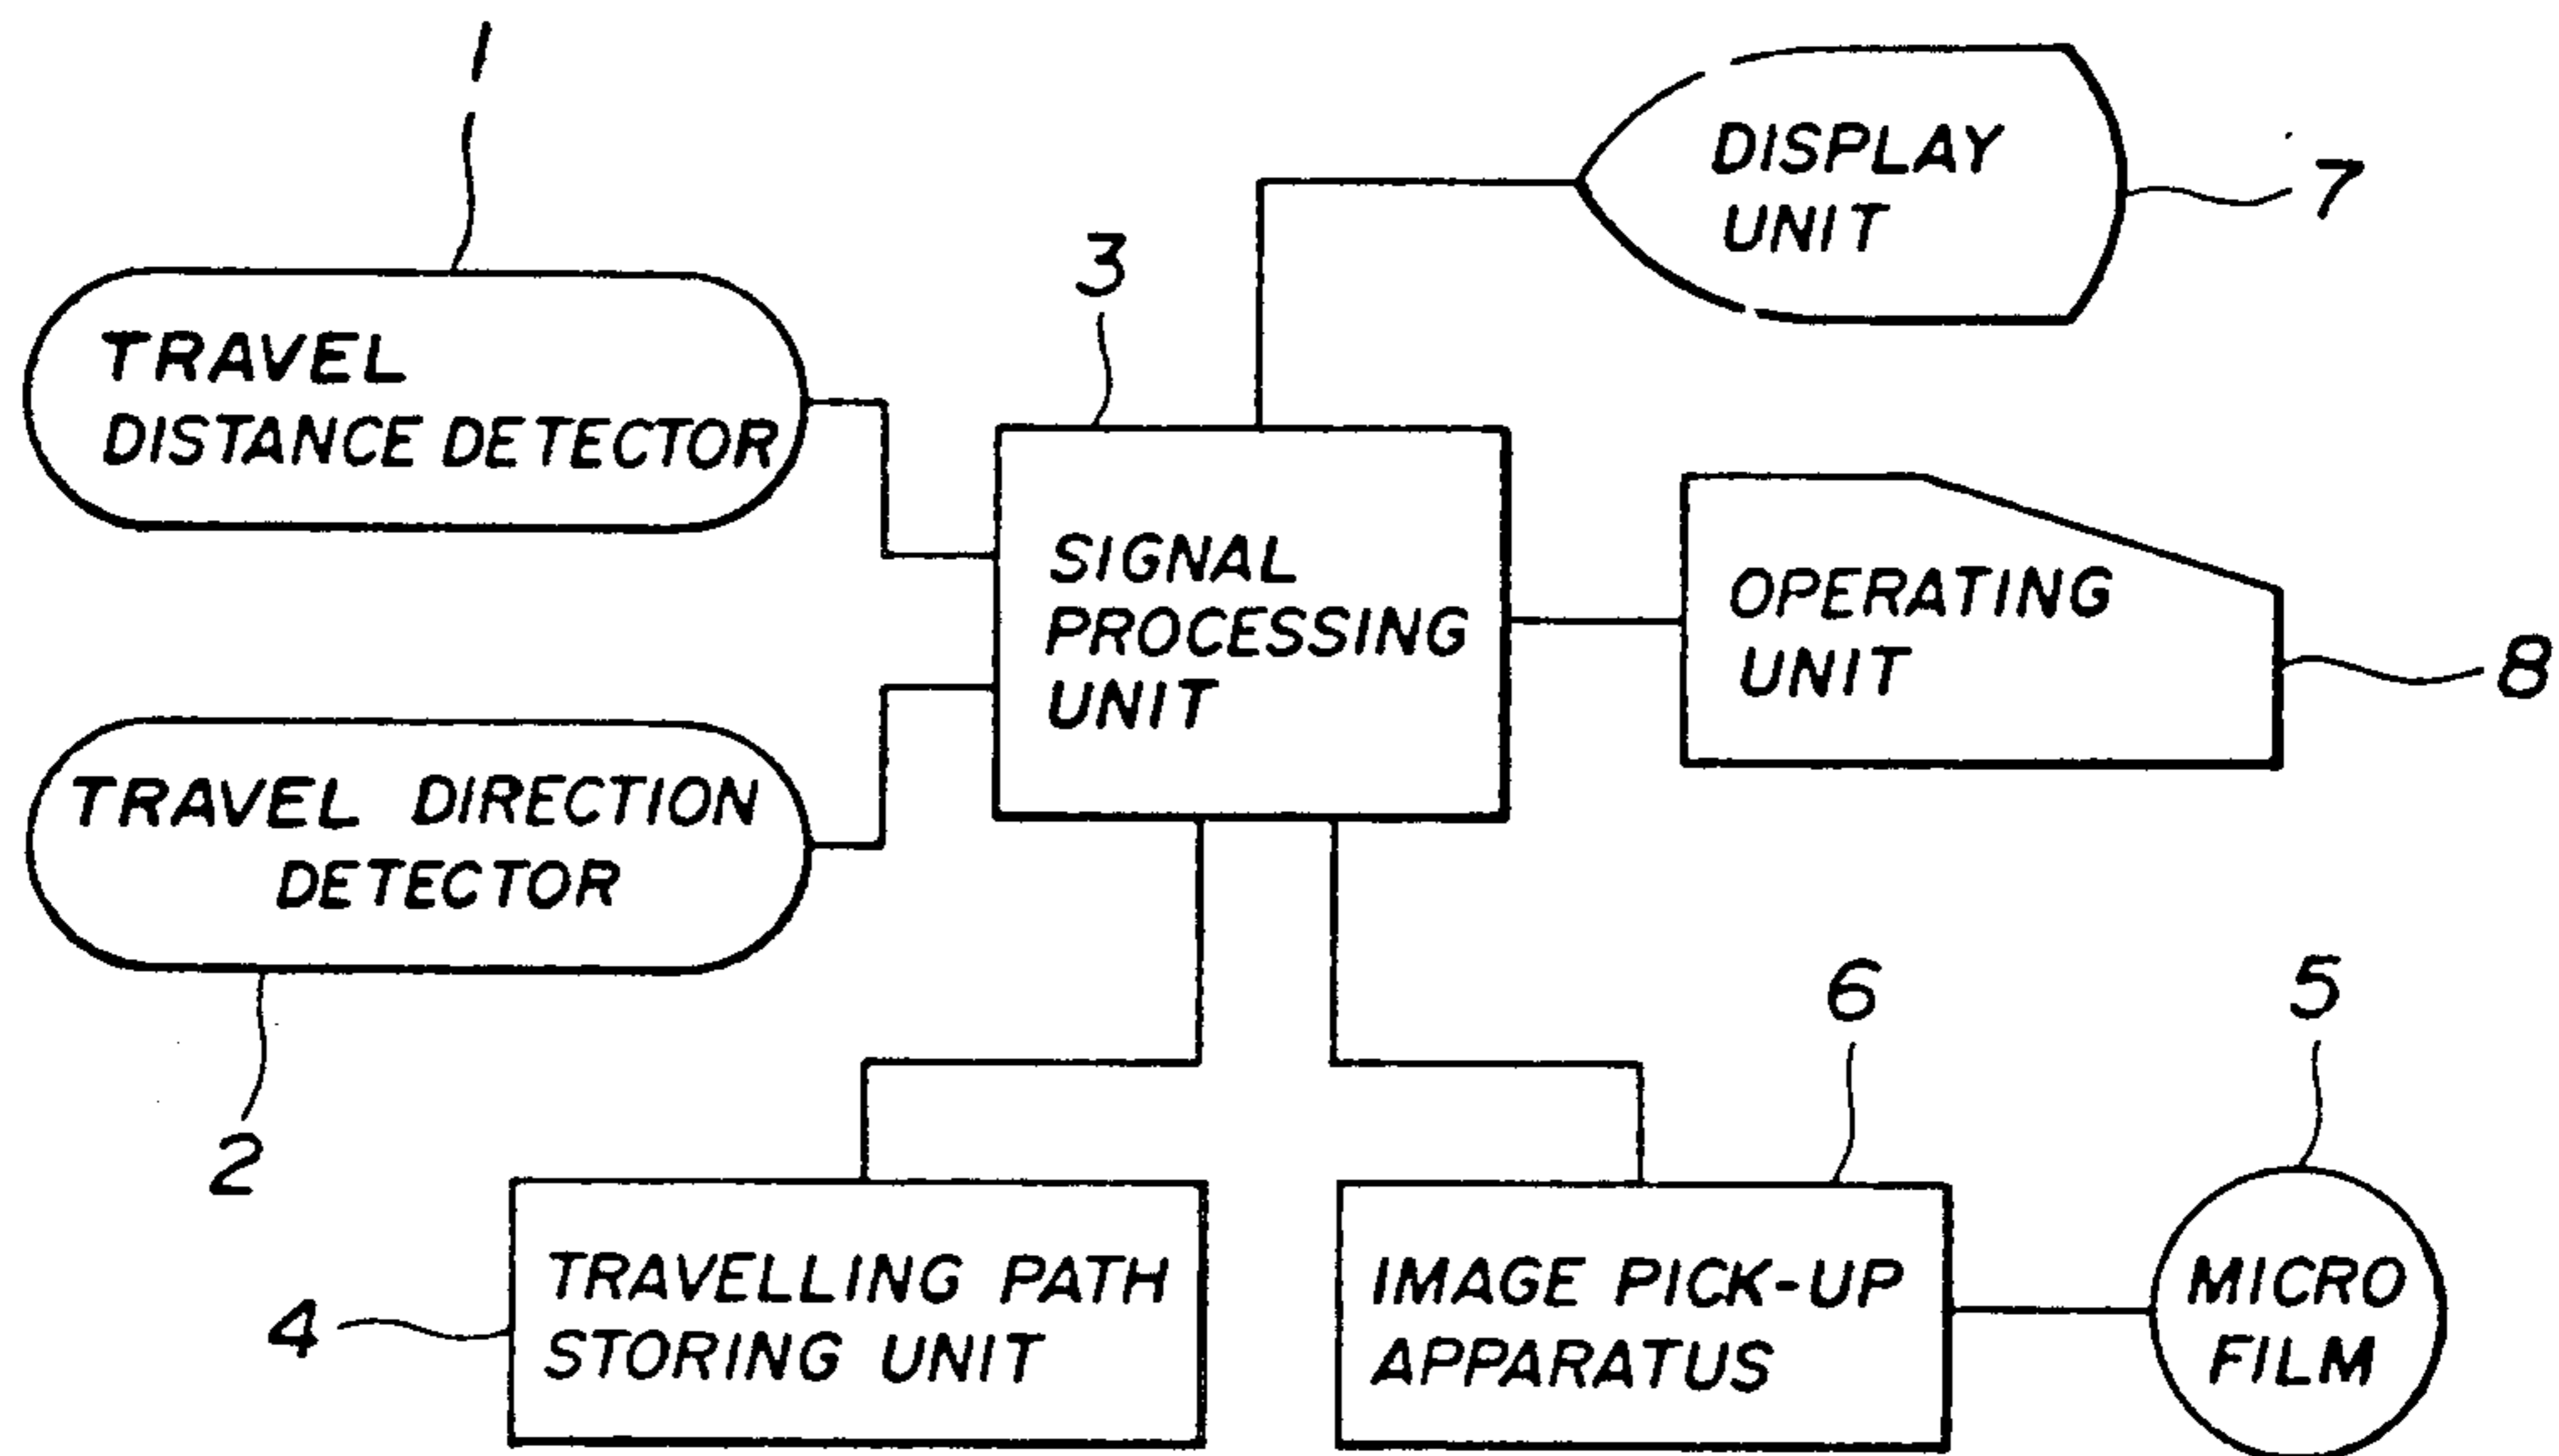 1
TRAVEL
DISTANCE DETECTOR
TRAVEL DIRECTION
DETECTOR
2
3
SIGNAL
PROCESSING
UNIT
DISPLAY
UNIT
7
OPERATING
UNIT
8
4
TRAVELLING PATH
STORING UNIT
6
IMAGE PICK-UP
APPARATUS
5
MICRO
FILM